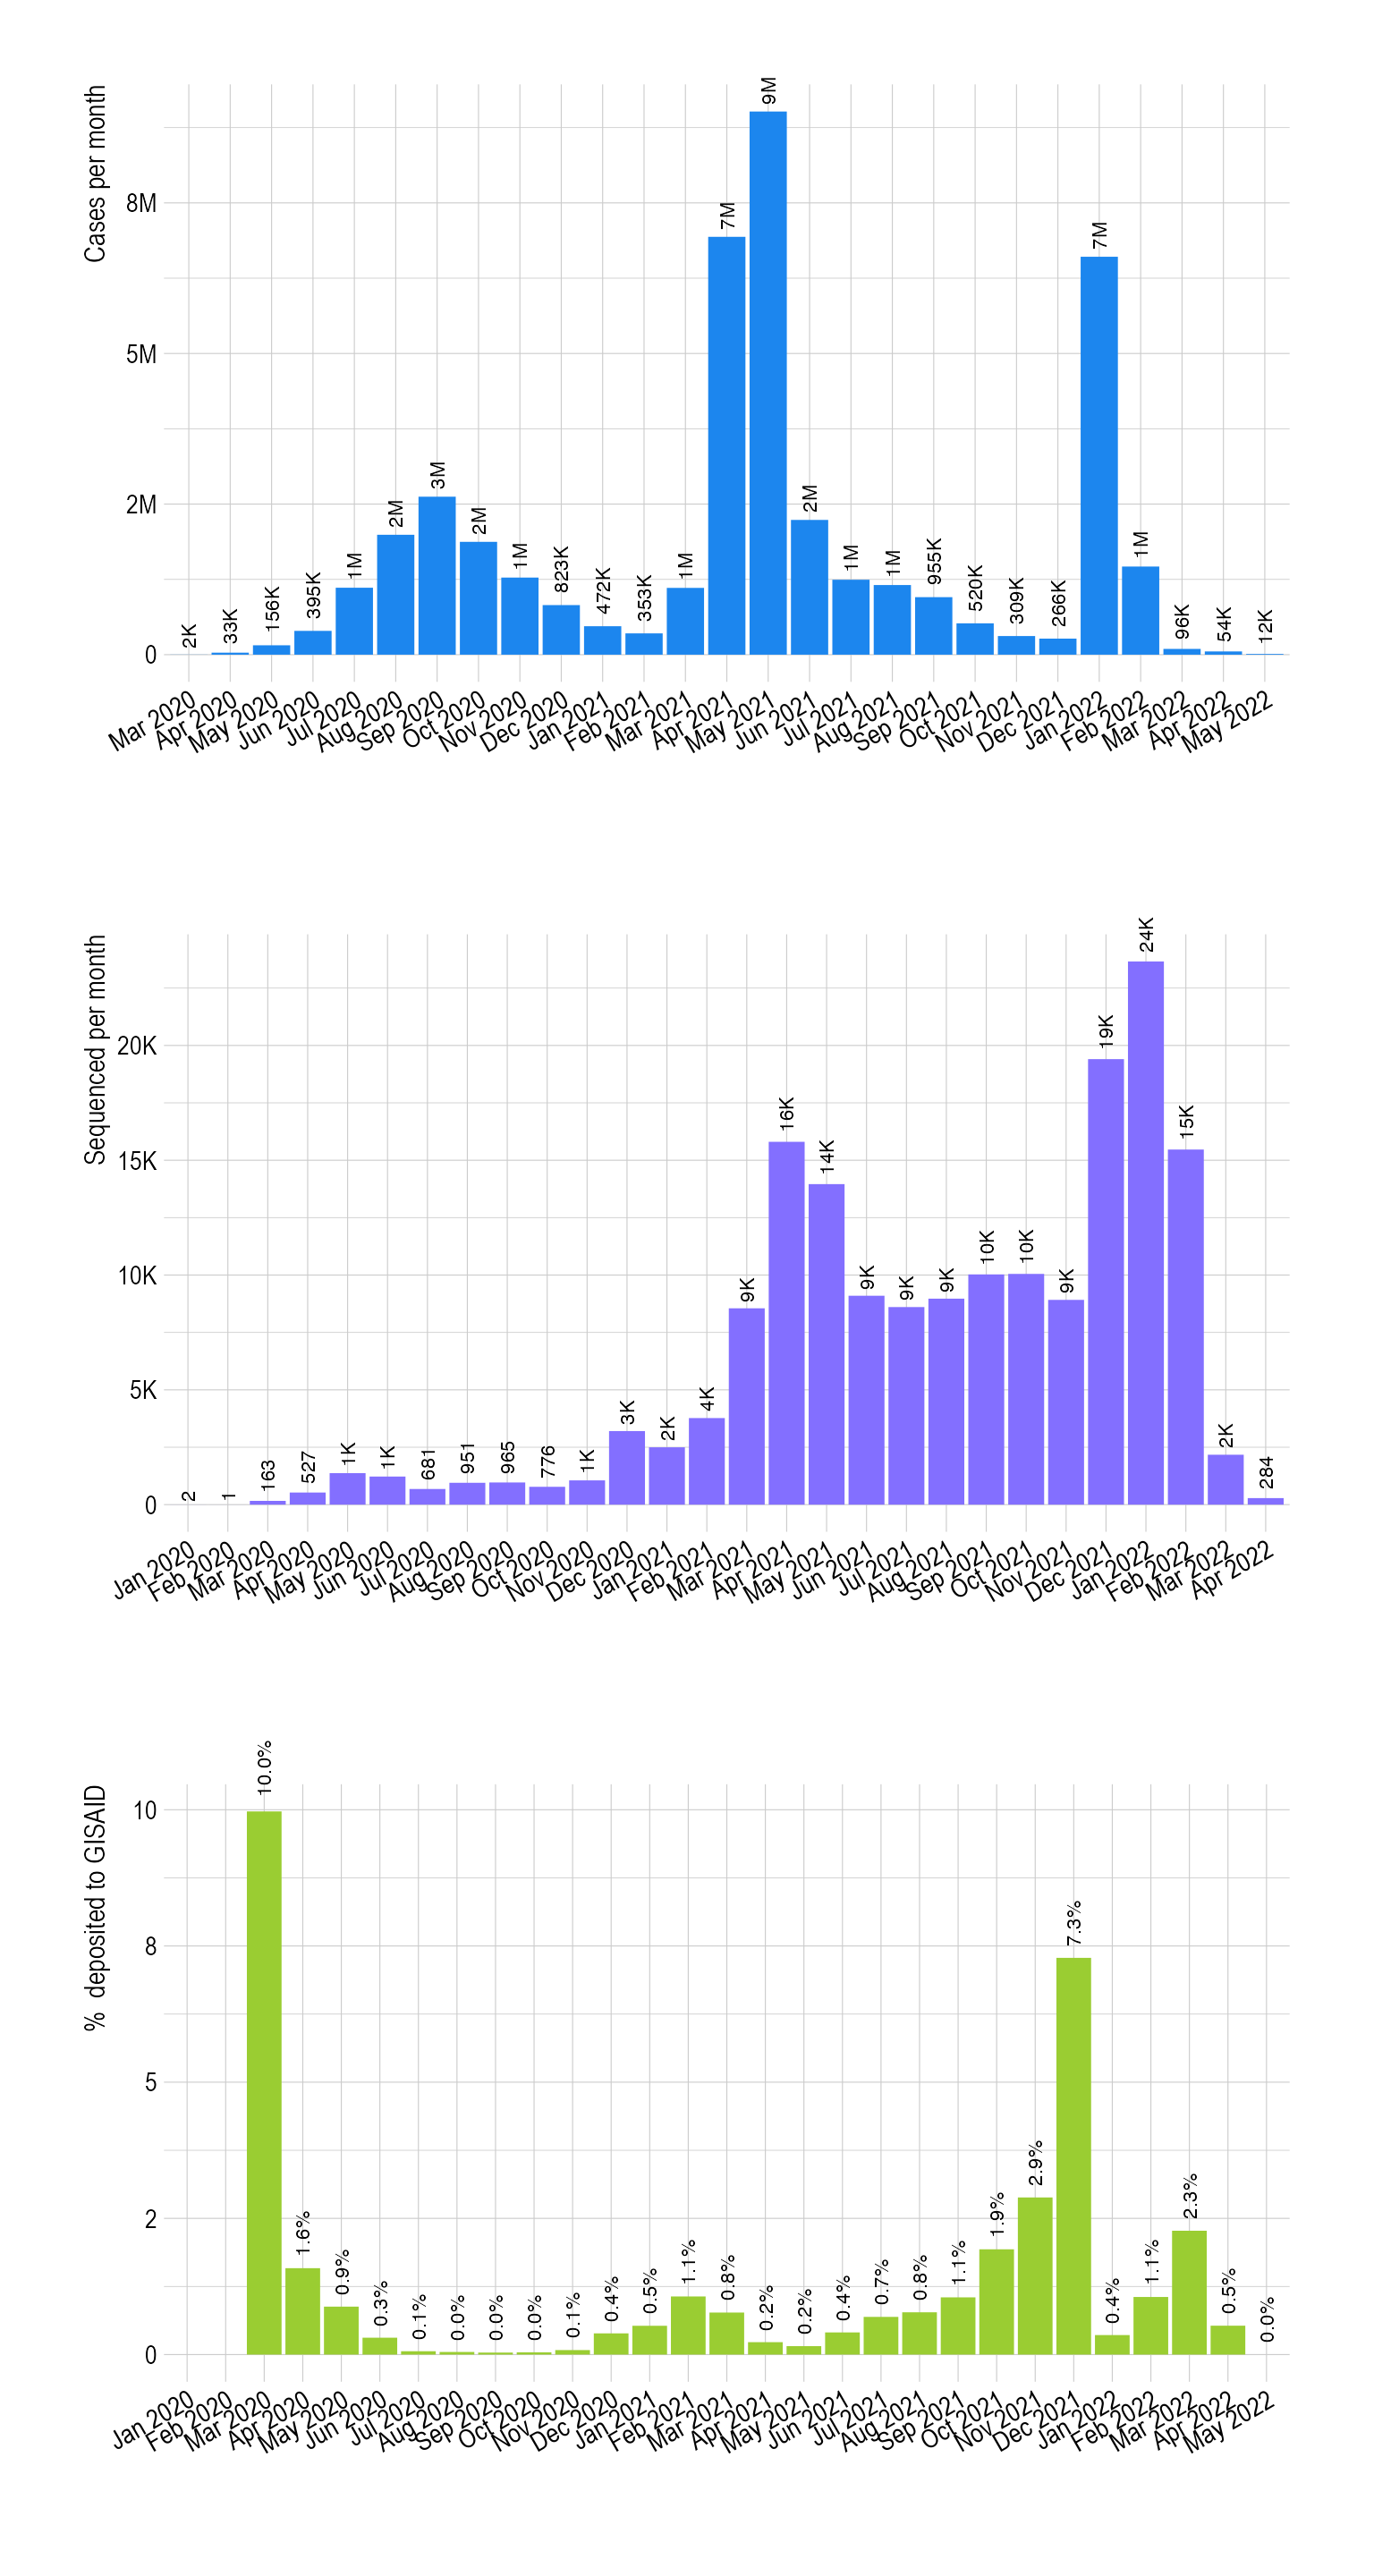 Cases per month
8M
5M
2M
0
2K
33K
156K
395K
1M
2M
3M
2M
1M
823K
472K
353K
1M
7M
9M
2M
1M
1M
955K
520K
309K
266K
7M
1M
96K
54K
12K
Mar 2020
Apr 2020
May 2020
Jun 2020
Jul 2020
Aug 2020
Sep 2020
Oct 2020
Nov 2020
Dec 2020
Jan 2021
Feb 2021
Mar 2021
Apr 2021
May 2021
Jun 2021
Jul 2021
Aug 2021
Sep 2021
Oct 2021
Nov 2021
Dec 2021
Jan 2022
Feb 2022
Mar 2022
Apr 2022
May 2022
Sequenced per month
20K
15K
10K
5K
0
2
1
163
527
1K
1K
681
951
965
776
1K
3K
2K
4K
9K
16K
14K
9K
9K
9K
10K
10K
9K
19K
24K
15K
2K
284
Jan 2020
Feb 2020
Mar 2020
Apr 2020
May 2020
Jun 2020
Jul 2020
Aug 2020
Sep 2020
Oct 2020
Nov 2020
Dec 2020
Jan 2021
Feb 2021
Mar 2021
Apr 2021
May 2021
Jun 2021
Jul 2021
Aug 2021
Sep 2021
Oct 2021
Nov 2021
Dec 2021
Jan 2022
Feb 2022
Mar 2022
Apr 2022
% deposited to GISAID
10
8
5
2
0
10.0%
1.6%
0.9%
0.3%
0.1%
0.0%
0.0%
0.0%
0.1%
0.4%
0.5%
1.1%
0.8%
0.2%
0.2%
0.4%
0.7%
0.8%
1.1%
1.9%
2.9%
7.3%
0.4%
1.1%
2.3%
0.5%
0.0%
Jan 2020
Feb 2020
Mar 2020
Apr 2020
May 2020
Jun 2020
Jul 2020
Aug 2020
Sep 2020
Oct 2020
Nov 2020
Dec 2020
Jan 2021
Feb 2021
Mar 2021
Apr 2021
May 2021
Jun 2021
Jul 2021
Aug 2021
Sep 2021
Oct 2021
Nov 2021
Dec 2021
Jan 2022
Feb 2022
Mar 2022
Apr 2022
May 2022